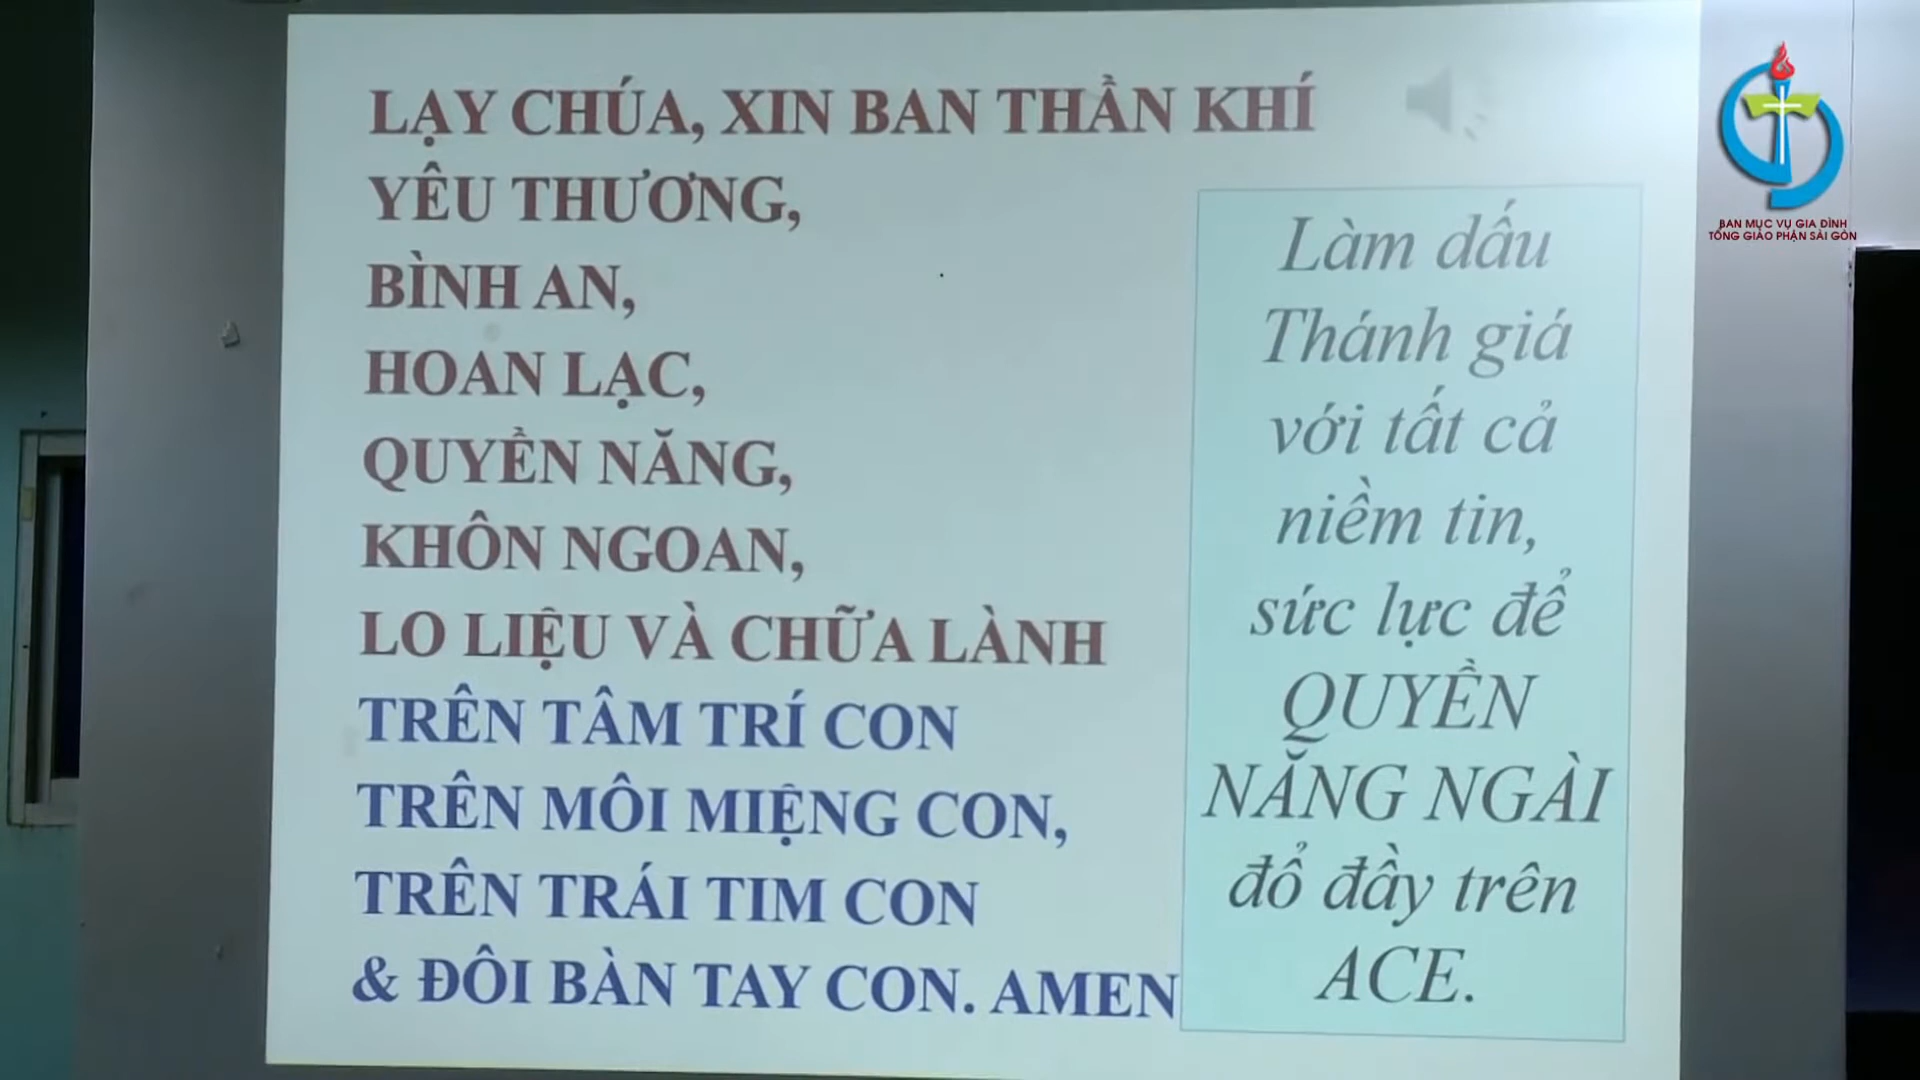 LẠY CHÚA, XIN BAN THẦN KHÍ
YÊU THƯƠNG,
BÌNH AN,
HOAN LẠC,
QUYỀN NĂNG,
KHÔN NGOAN,
LO LIỆU VÀ CHỮA LÀNH
TRÊN TÂM TRÍ CON
TRÊN MÔI MIỆNG CON,
TRÊN TRÁI TIM CON
& ĐÔI BÀN TAY CON. AMEN
Làm dấu
Thánh giá
với tất cả
niềm tin,
sức lực để
QUYỀN
NĂNG NGÀI
đổ đầy trên
ACE.
BAN MỤC VỤ GIA ĐÌNH
TỔNG GIÁO PHẬN SÀI GÒN